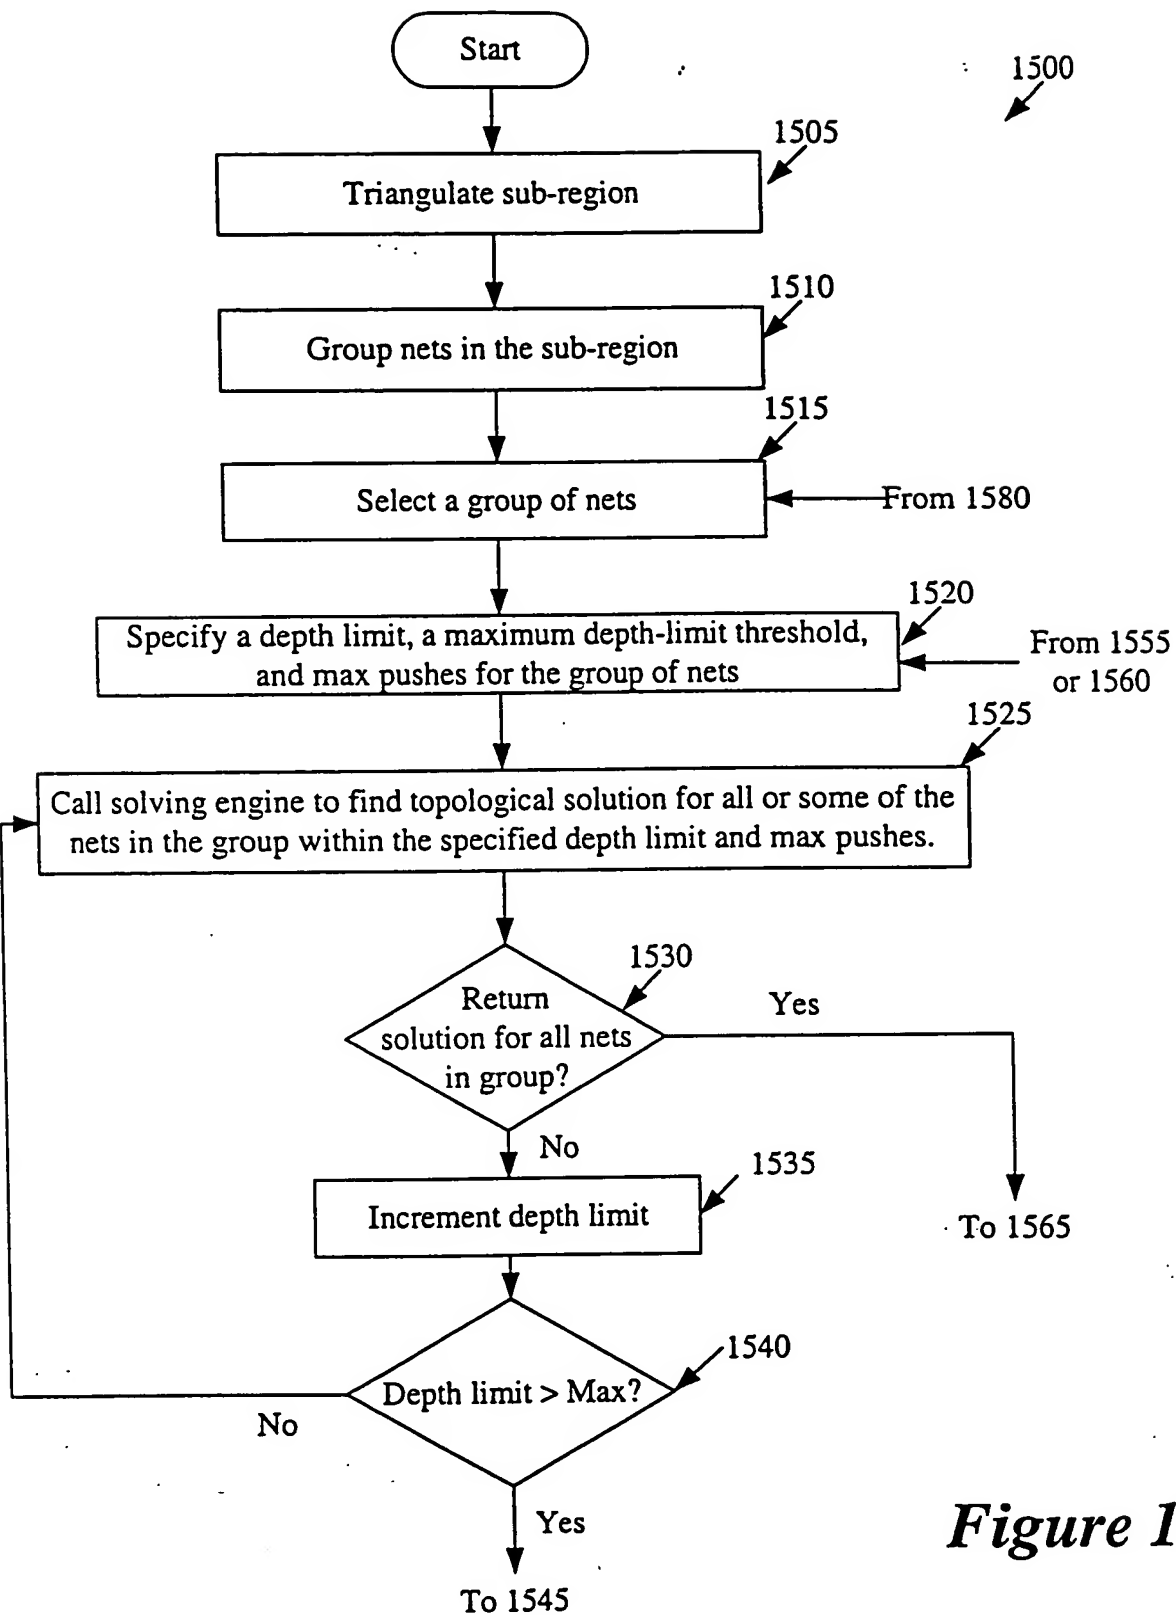 Start
1500
1505
Triangulate sub-region
1510
Group nets in the sub-region
1515
Select a group of nets
From 1580
1520
Specify a depth limit, a maximum depth-limit threshold,
and max pushes for the group of nets
From 1555
or 1560
1525
Call solving engine to find topological solution for all or some of the
nets in the group within the specified depth limit and max pushes.
1530
Return
solution for all nets
in group?
Yes
No
1535
Increment depth limit
To 1565
1540
Depth limit > Max?
No
Yes
To 1545
Figure 1